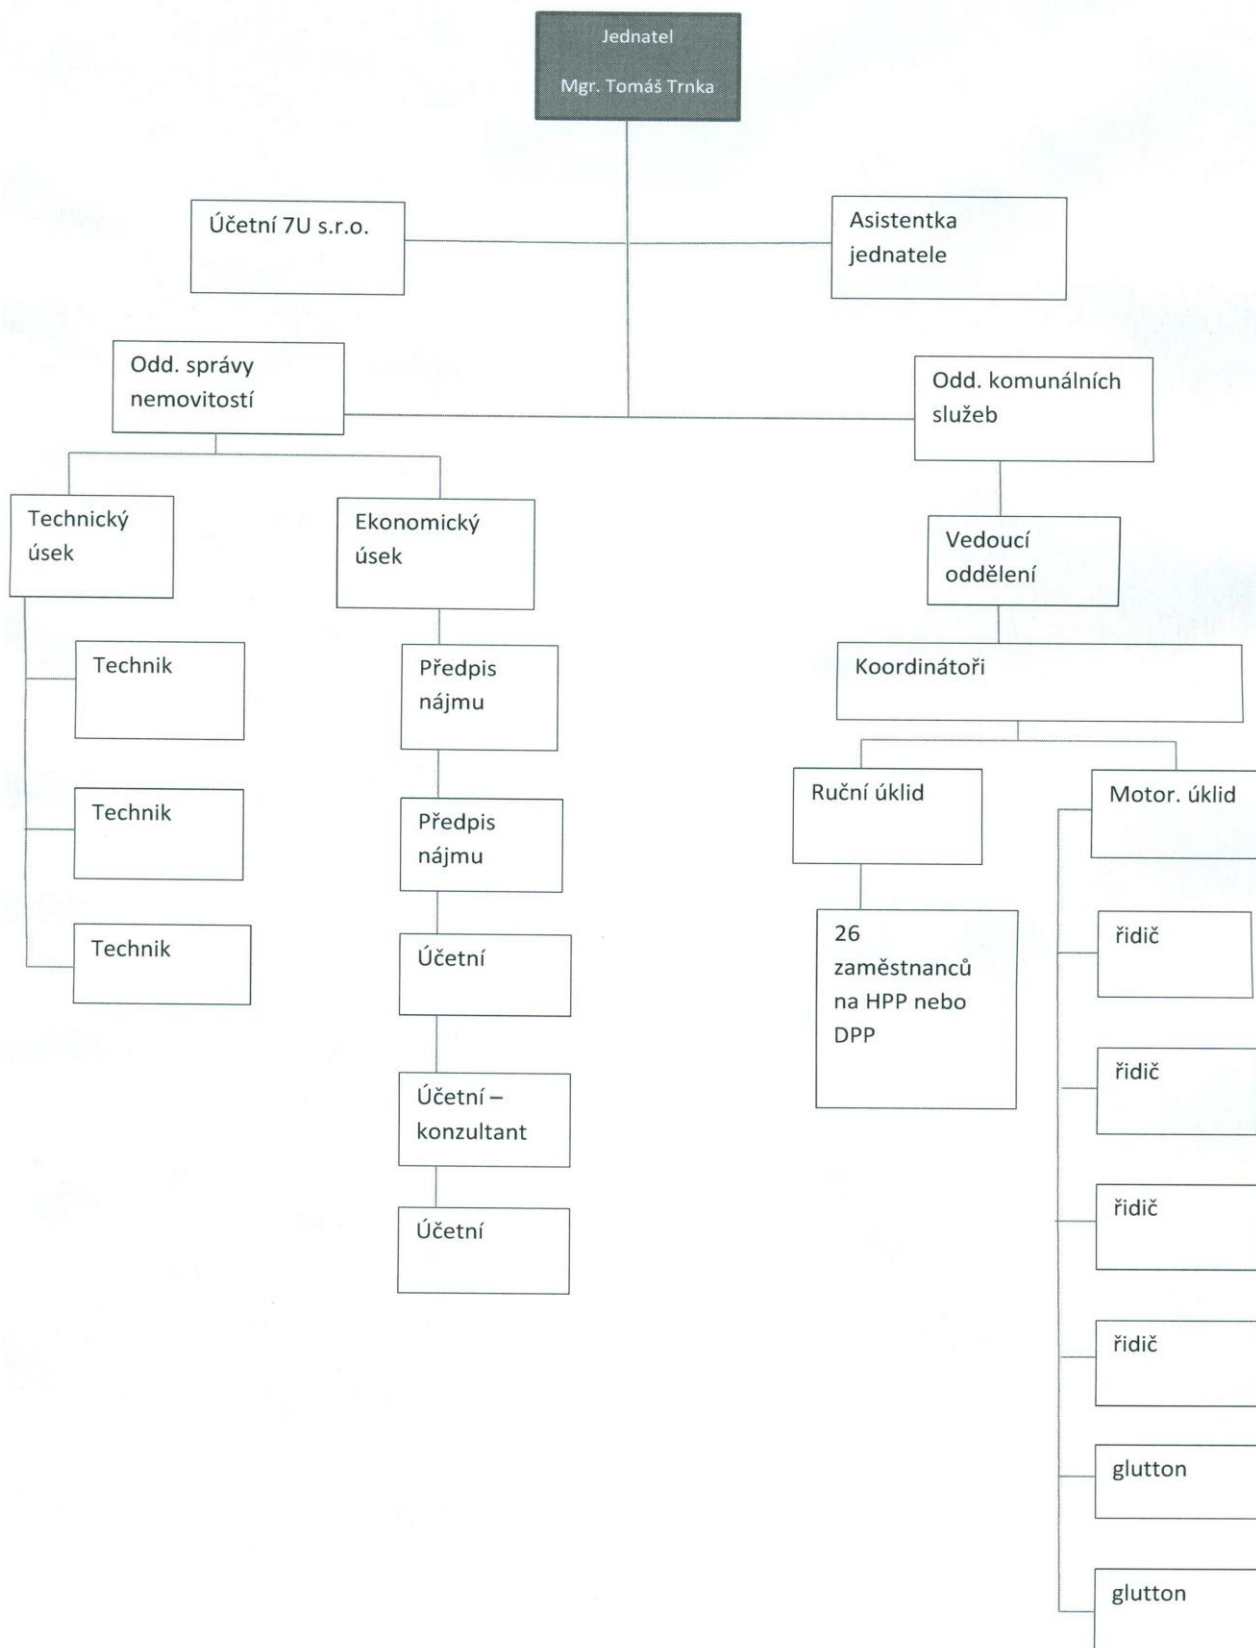 Jednatel
Mgr. Tomáš Trnka
Účetní 7U s.r.o.
Asistentka
jednatele
Odd. správy
nemovitostí
Odd. komunálních
služeb
Technický
úsek
Ekonomický
úsek
Vedoucí
oddělení
Technik
Předpis
nájmu
Koordinátoři
Technik
Předpis
nájmu
Ruční úklid
Motor. úklid
Technik
Účetní
26
zaměstnanců
na HPP nebo
DPP
řidič
Účetní –
konzultant
řidič
Účetní
řidič
řidič
glutton
glutton